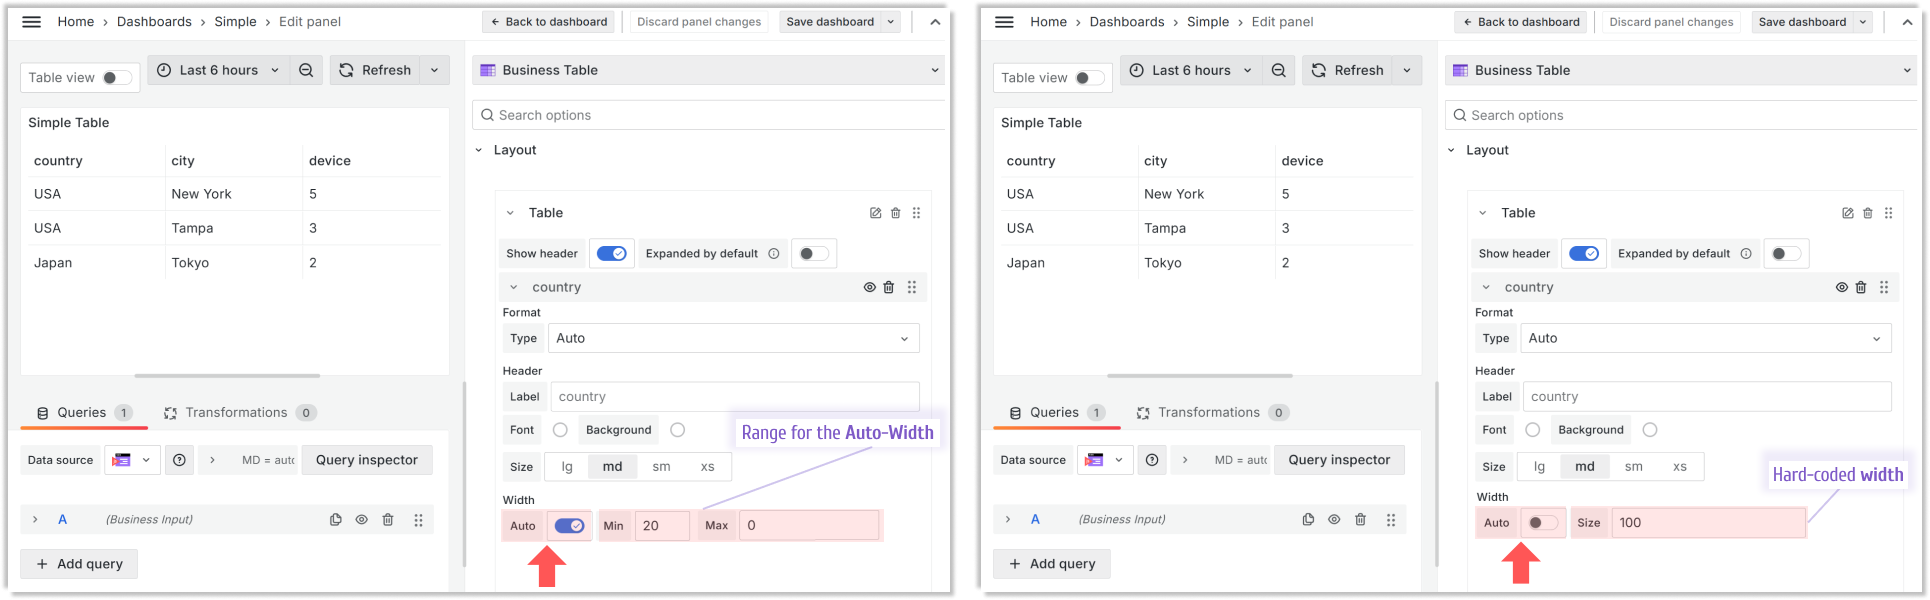 Home › Dashboards › Simple › Edit panel
← Back to dashboard
Discard panel changes
Save dashboard
Table view
Last 6 hours
Refresh
Business Table
Search options
Simple Table
Layout
country city device
USA New York 5
USA Tampa 3
Japan Tokyo 2
Table
Show header
Expanded by default
country
Format
Type Auto
Header
Label country
Font Background
Size lg md sm xs
Range for the Auto-Width
Width
Auto Min 20 Max 0
Queries 1 Transformations 0
Data source MD = auto Query inspector
A (Business Input)
+ Add query
Home › Dashboards › Simple › Edit panel
← Back to dashboard
Discard panel changes
Save dashboard
Table view
Last 6 hours
Refresh
Business Table
Search options
Simple Table
Layout
country city device
USA New York 5
USA Tampa 3
Japan Tokyo 2
Table
Show header
Expanded by default
country
Format
Type Auto
Header
Label country
Font Background
Size lg md sm xs
Hard-coded width
Width
Auto Size 100
Queries 1 Transformations 0
Data source MD = auto Query inspector
A (Business Input)
+ Add query